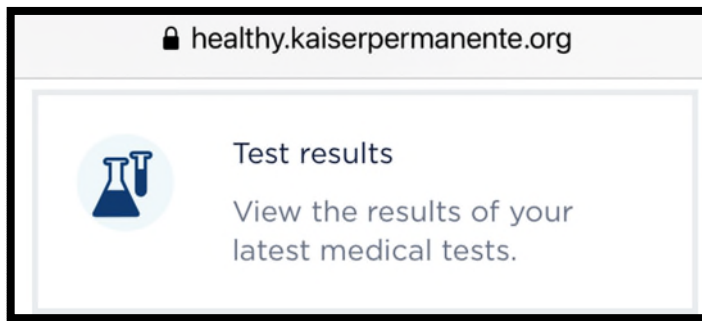 healthy.kaiserpermanente.org
Test results
View the results of your
latest medical tests.